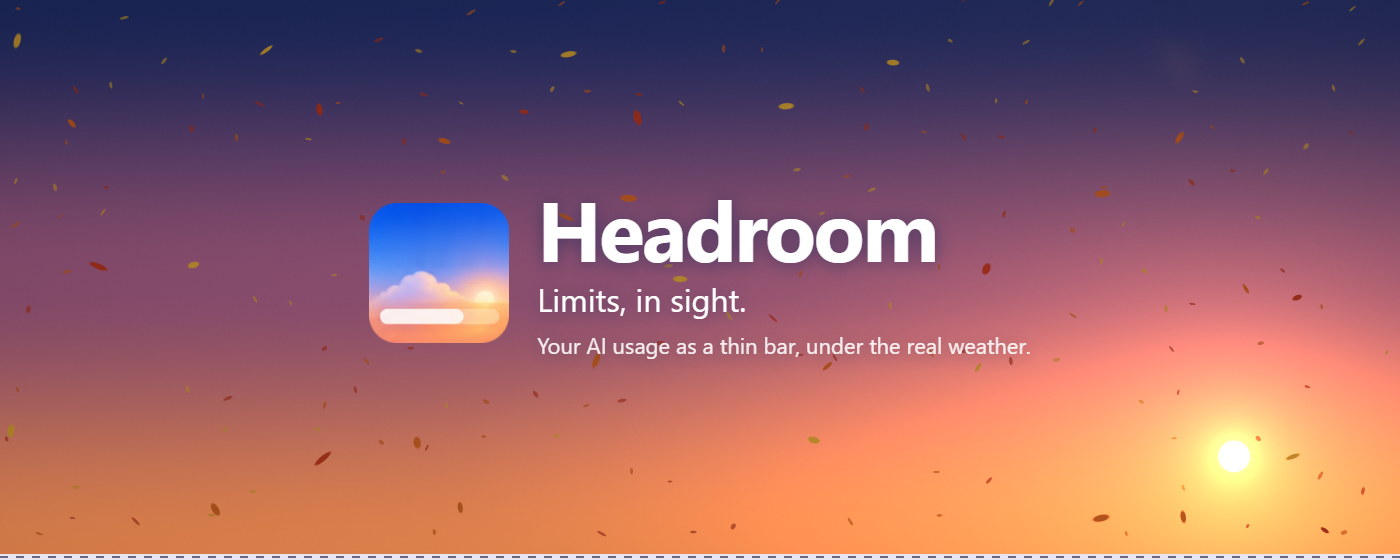 Headroom
Limits, in sight.
Your AI usage as a thin bar, under the real weather.